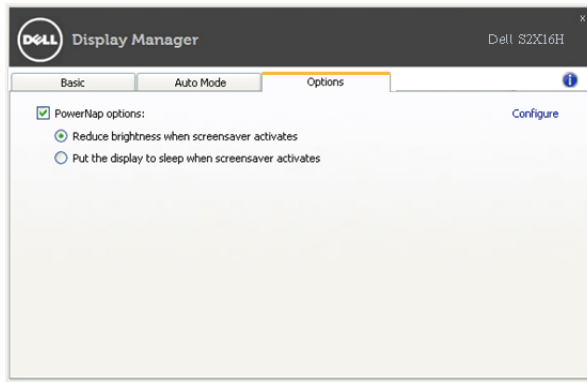 DELL Display Manager Dell S2X16H
Basic Auto Mode Options
PowerNap options: Configure
Reduce brightness when screensaver activates
Put the display to sleep when screensaver activates